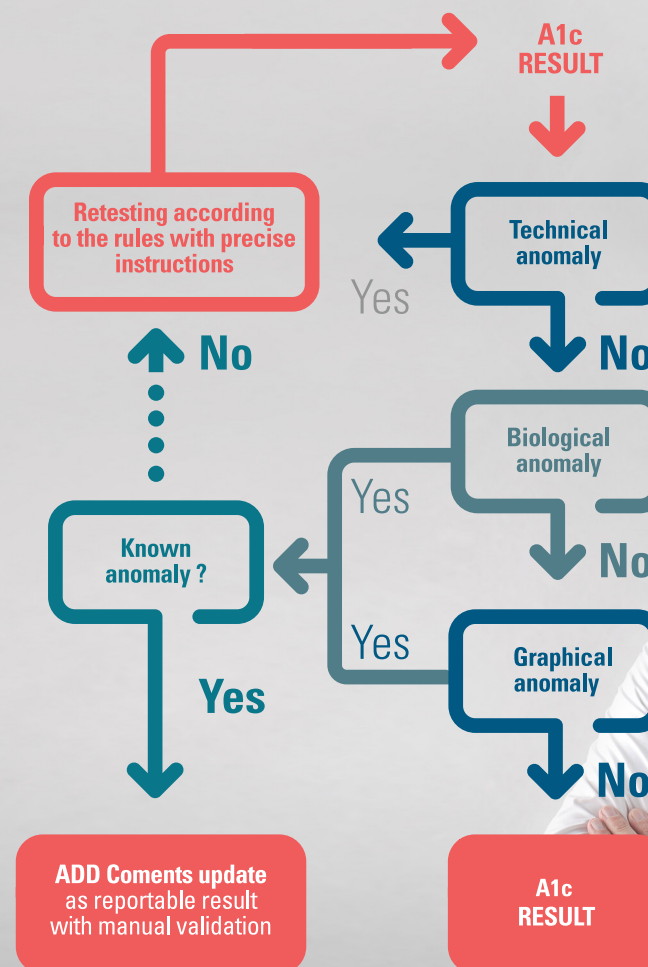 A1c
RESULT
Retesting according
to the rules with precise
instructions
Technical
anomaly
Yes
No
No
Biological
anomaly
Yes
Known
anomaly ?
No
Yes
Graphical
anomaly
Yes
No
ADD Coments update
as reportable result
with manual validation
A1c
RESULT